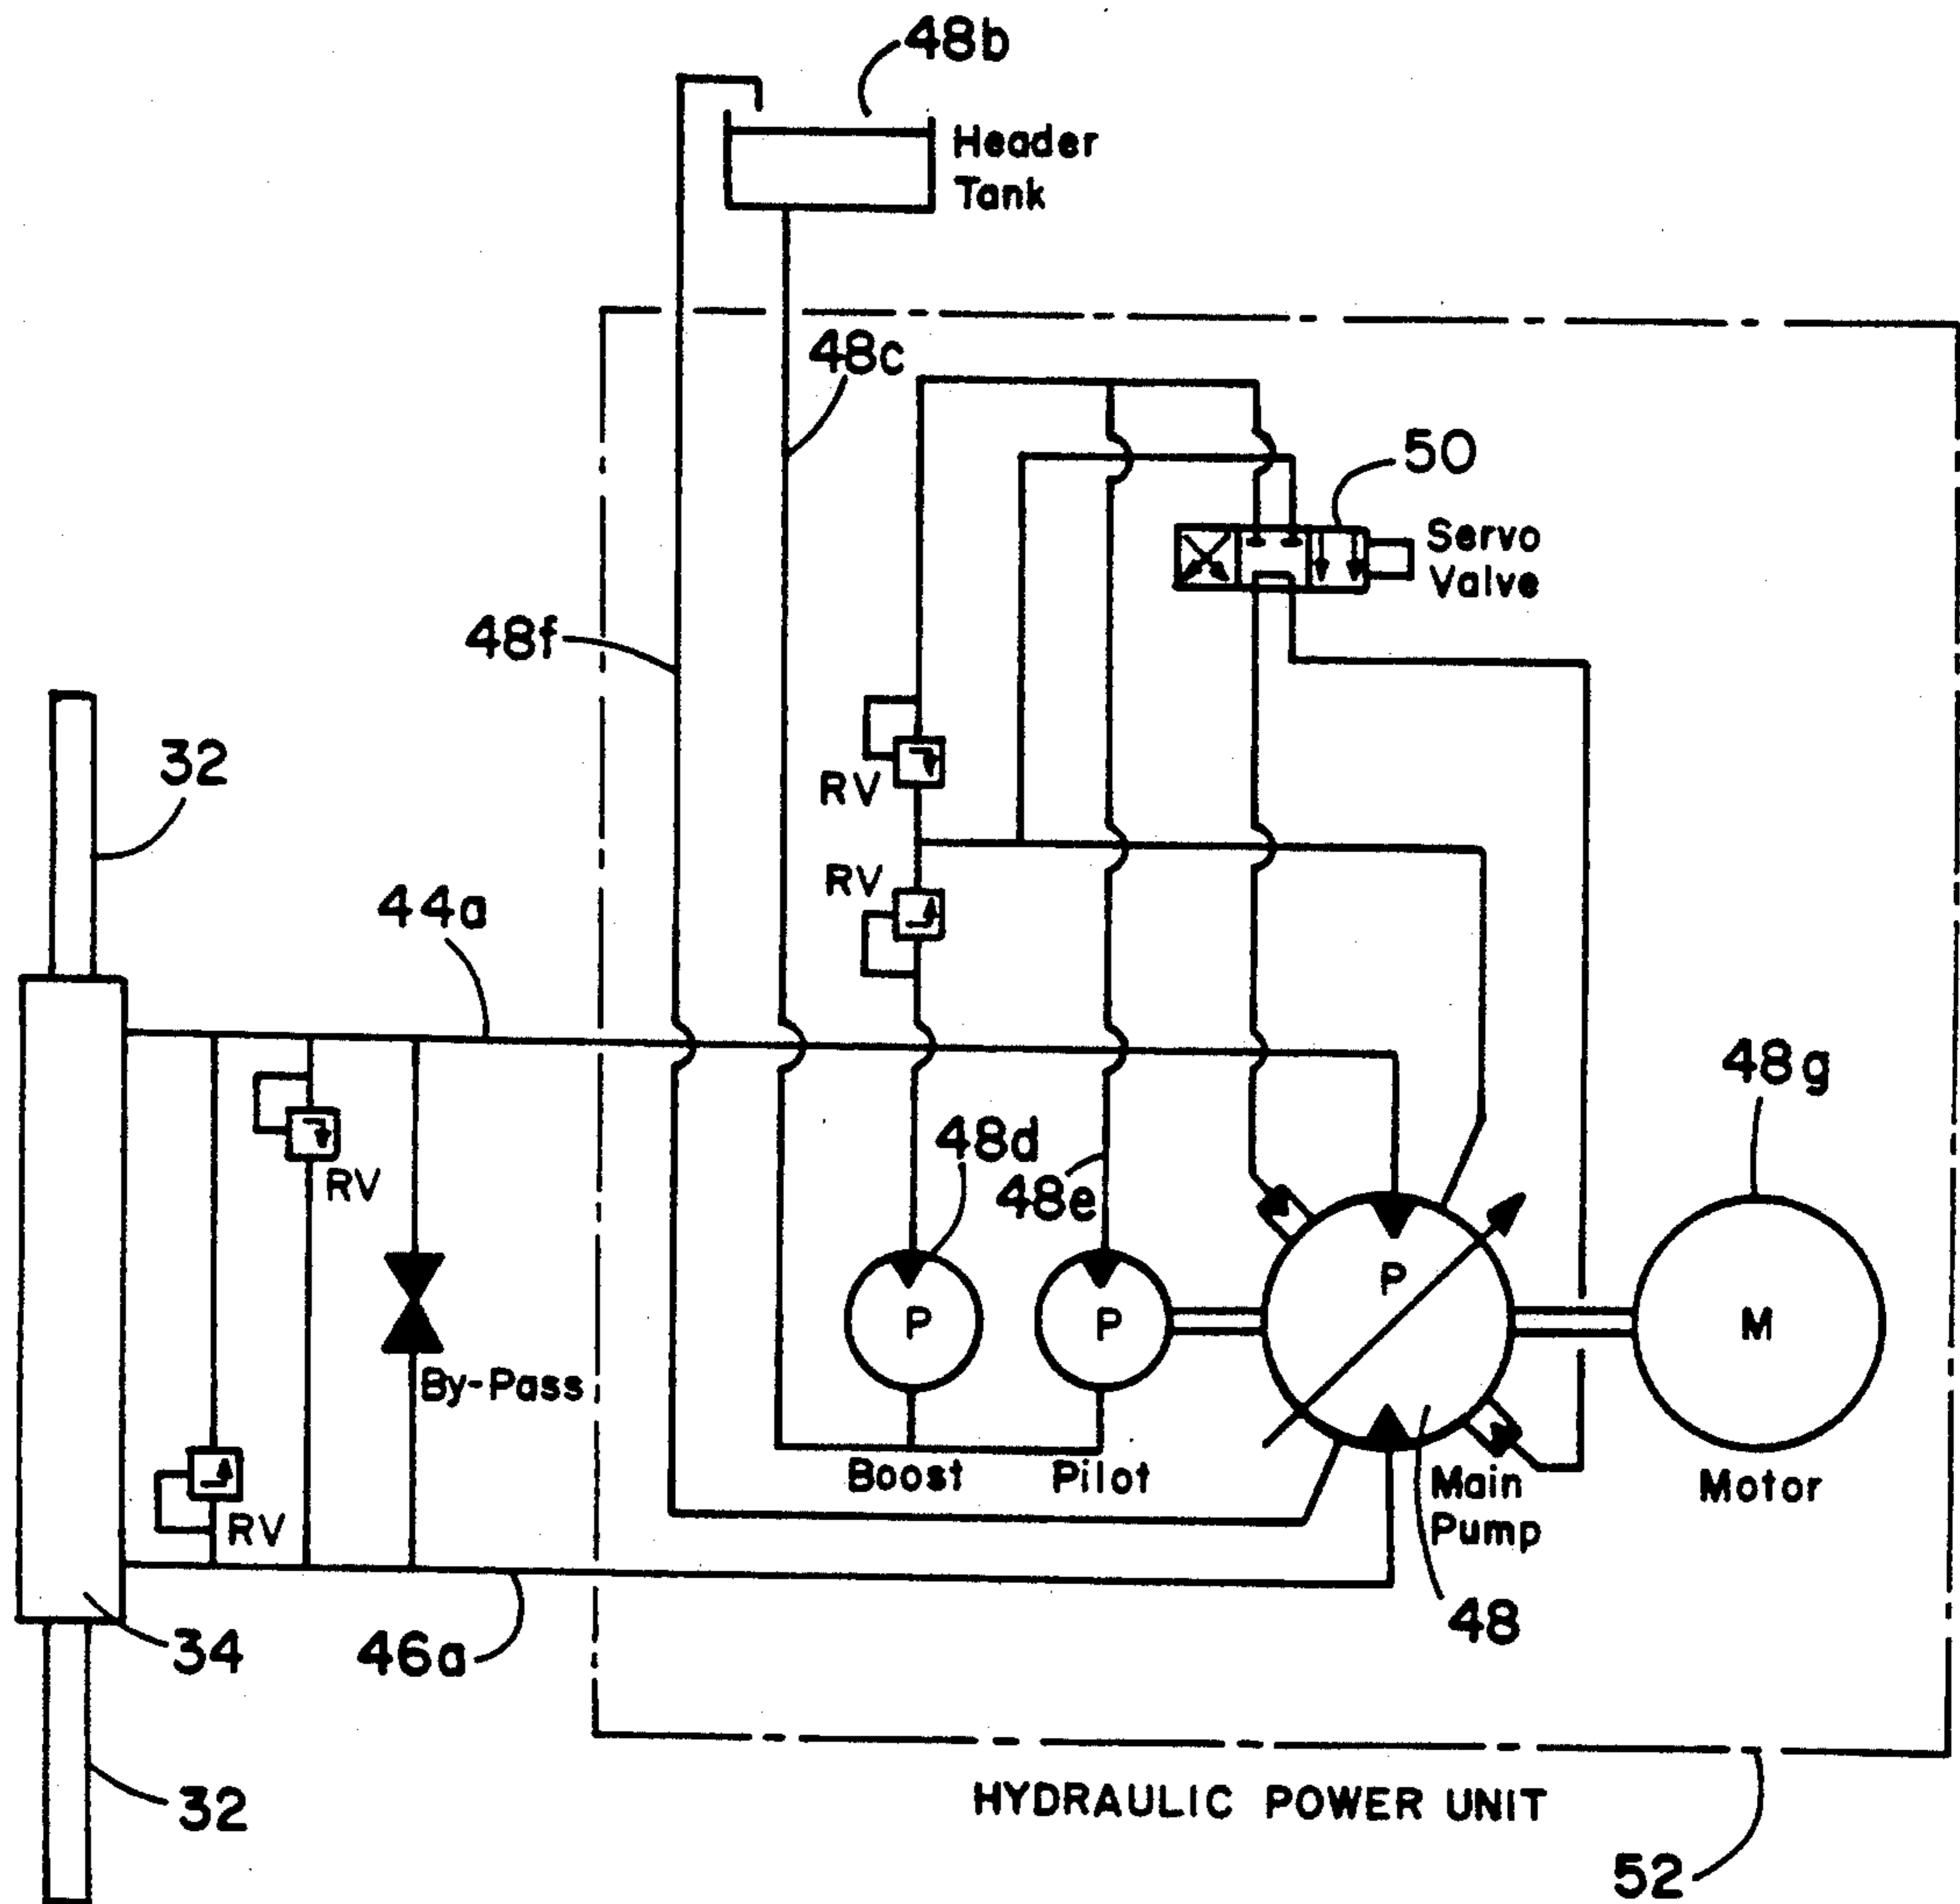 48b
Header
Tank
48c
50
Servo
Valve
48f
32
RV
RV
44a
48g
48d
48e
RV
P
P
P
M
By-Pass
Boost
Pilot
Main
Pump
Motor
RV
34
46a
48
32
HYDRAULIC POWER UNIT
52